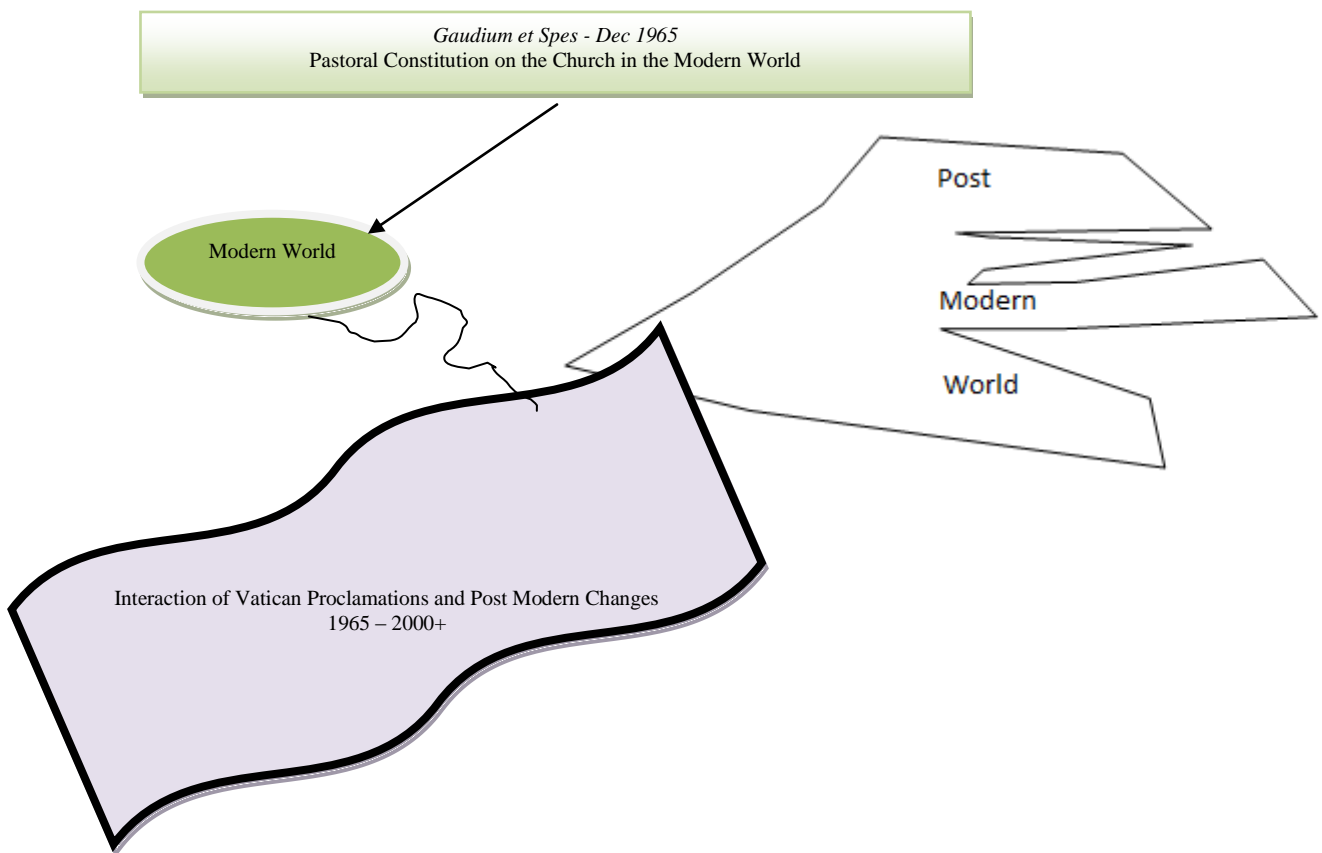 Gaudium et Spes - Dec 1965
Pastoral Constitution on the Church in the Modern World
Post
Modern World
Modern
World
Interaction of Vatican Proclamations and Post Modern Changes
1965 – 2000+